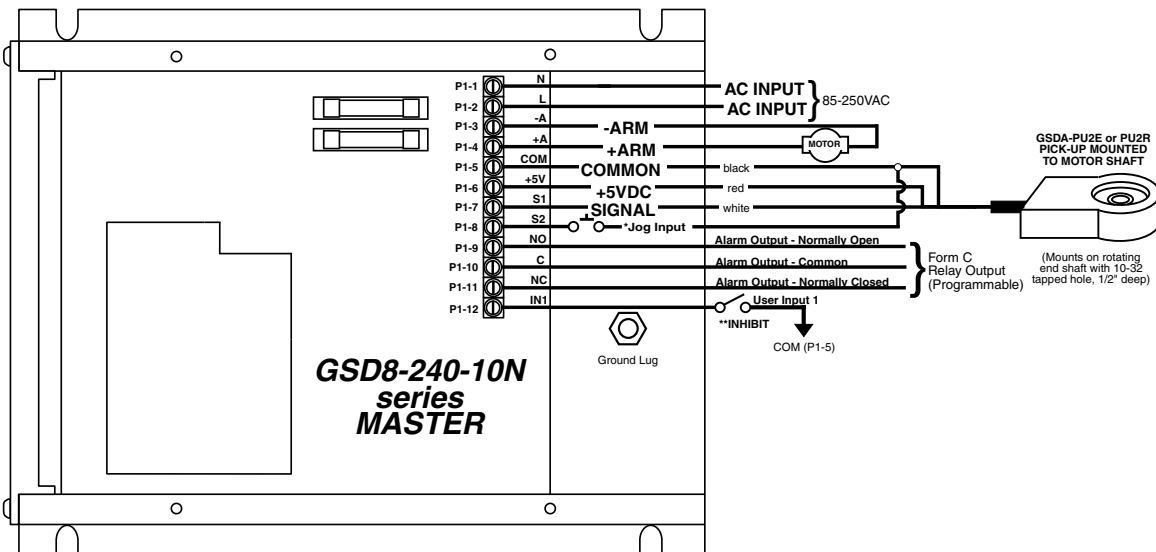 P1-1 N AC INPUT
P1-2 L AC INPUT
85-250VAC
P1-3 -A -ARM
P1-4 +A +ARM
MOTOR
P1-5 COM COMMON black
P1-6 +5V +5VDC red
P1-7 S1 SIGNAL white
P1-8 S2 *Jog Input
P1-9 NO Alarm Output - Normally Open
P1-10 C Alarm Output - Common
P1-11 NC Alarm Output - Normally Closed
Form C
Relay Output
(Programmable)
P1-12 IN1 User Input 1
**INHIBIT
COM (P1-5)
GSDA-PU2E or PU2R
PICK-UP MOUNTED
TO MOTOR SHAFT
(Mounts on rotating
end shaft with 10-32
tapped hole, 1/2" deep)
Ground Lug
GSD8-240-10N
series
MASTER